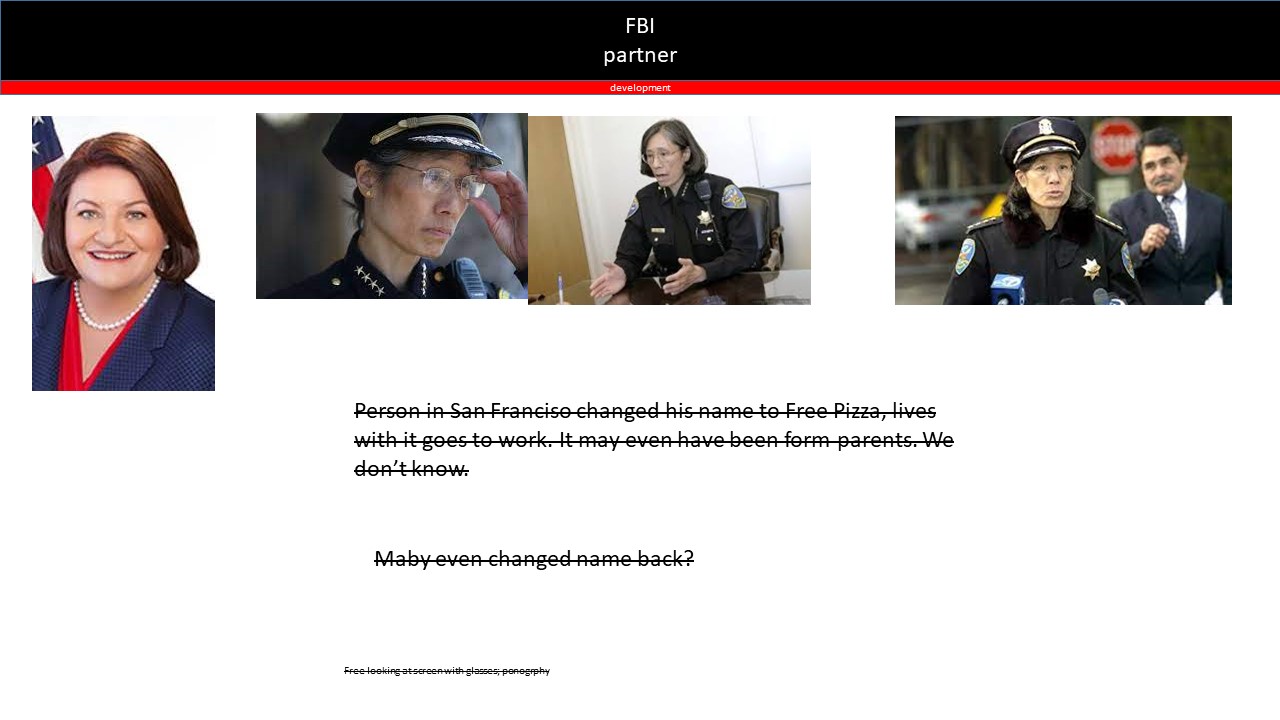 FBI
partner
development
STOP
Person in San Franciso changed his name to Free Pizza, lives
with it goes to work. It may even have been form parents. We
don’t know.
Maby even changed name back?
Free looking at screen with glasses; ponogrphy